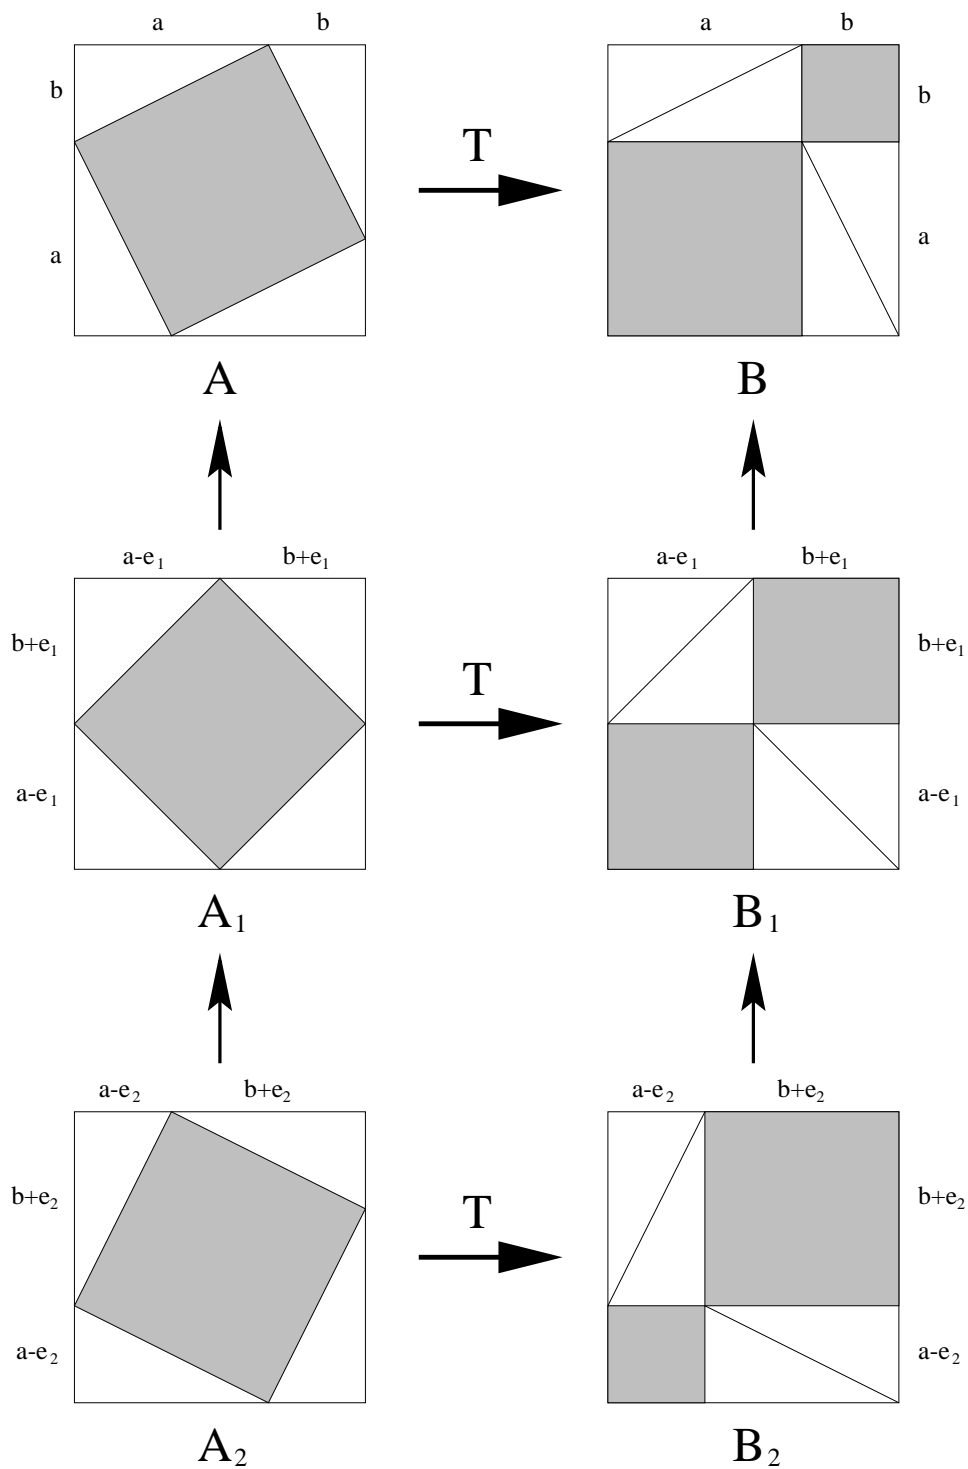 a b a b
b b
T
a a
A B
a-e₁ b+e₁ a-e₁ b+e₁
b+e₁ b+e₁
T
a-e₁ a-e₁
A₁ B₁
a-e₂ b+e₂ a-e₂ b+e₂
b+e₂ b+e₂
T
a-e₂ a-e₂
A₂ B₂